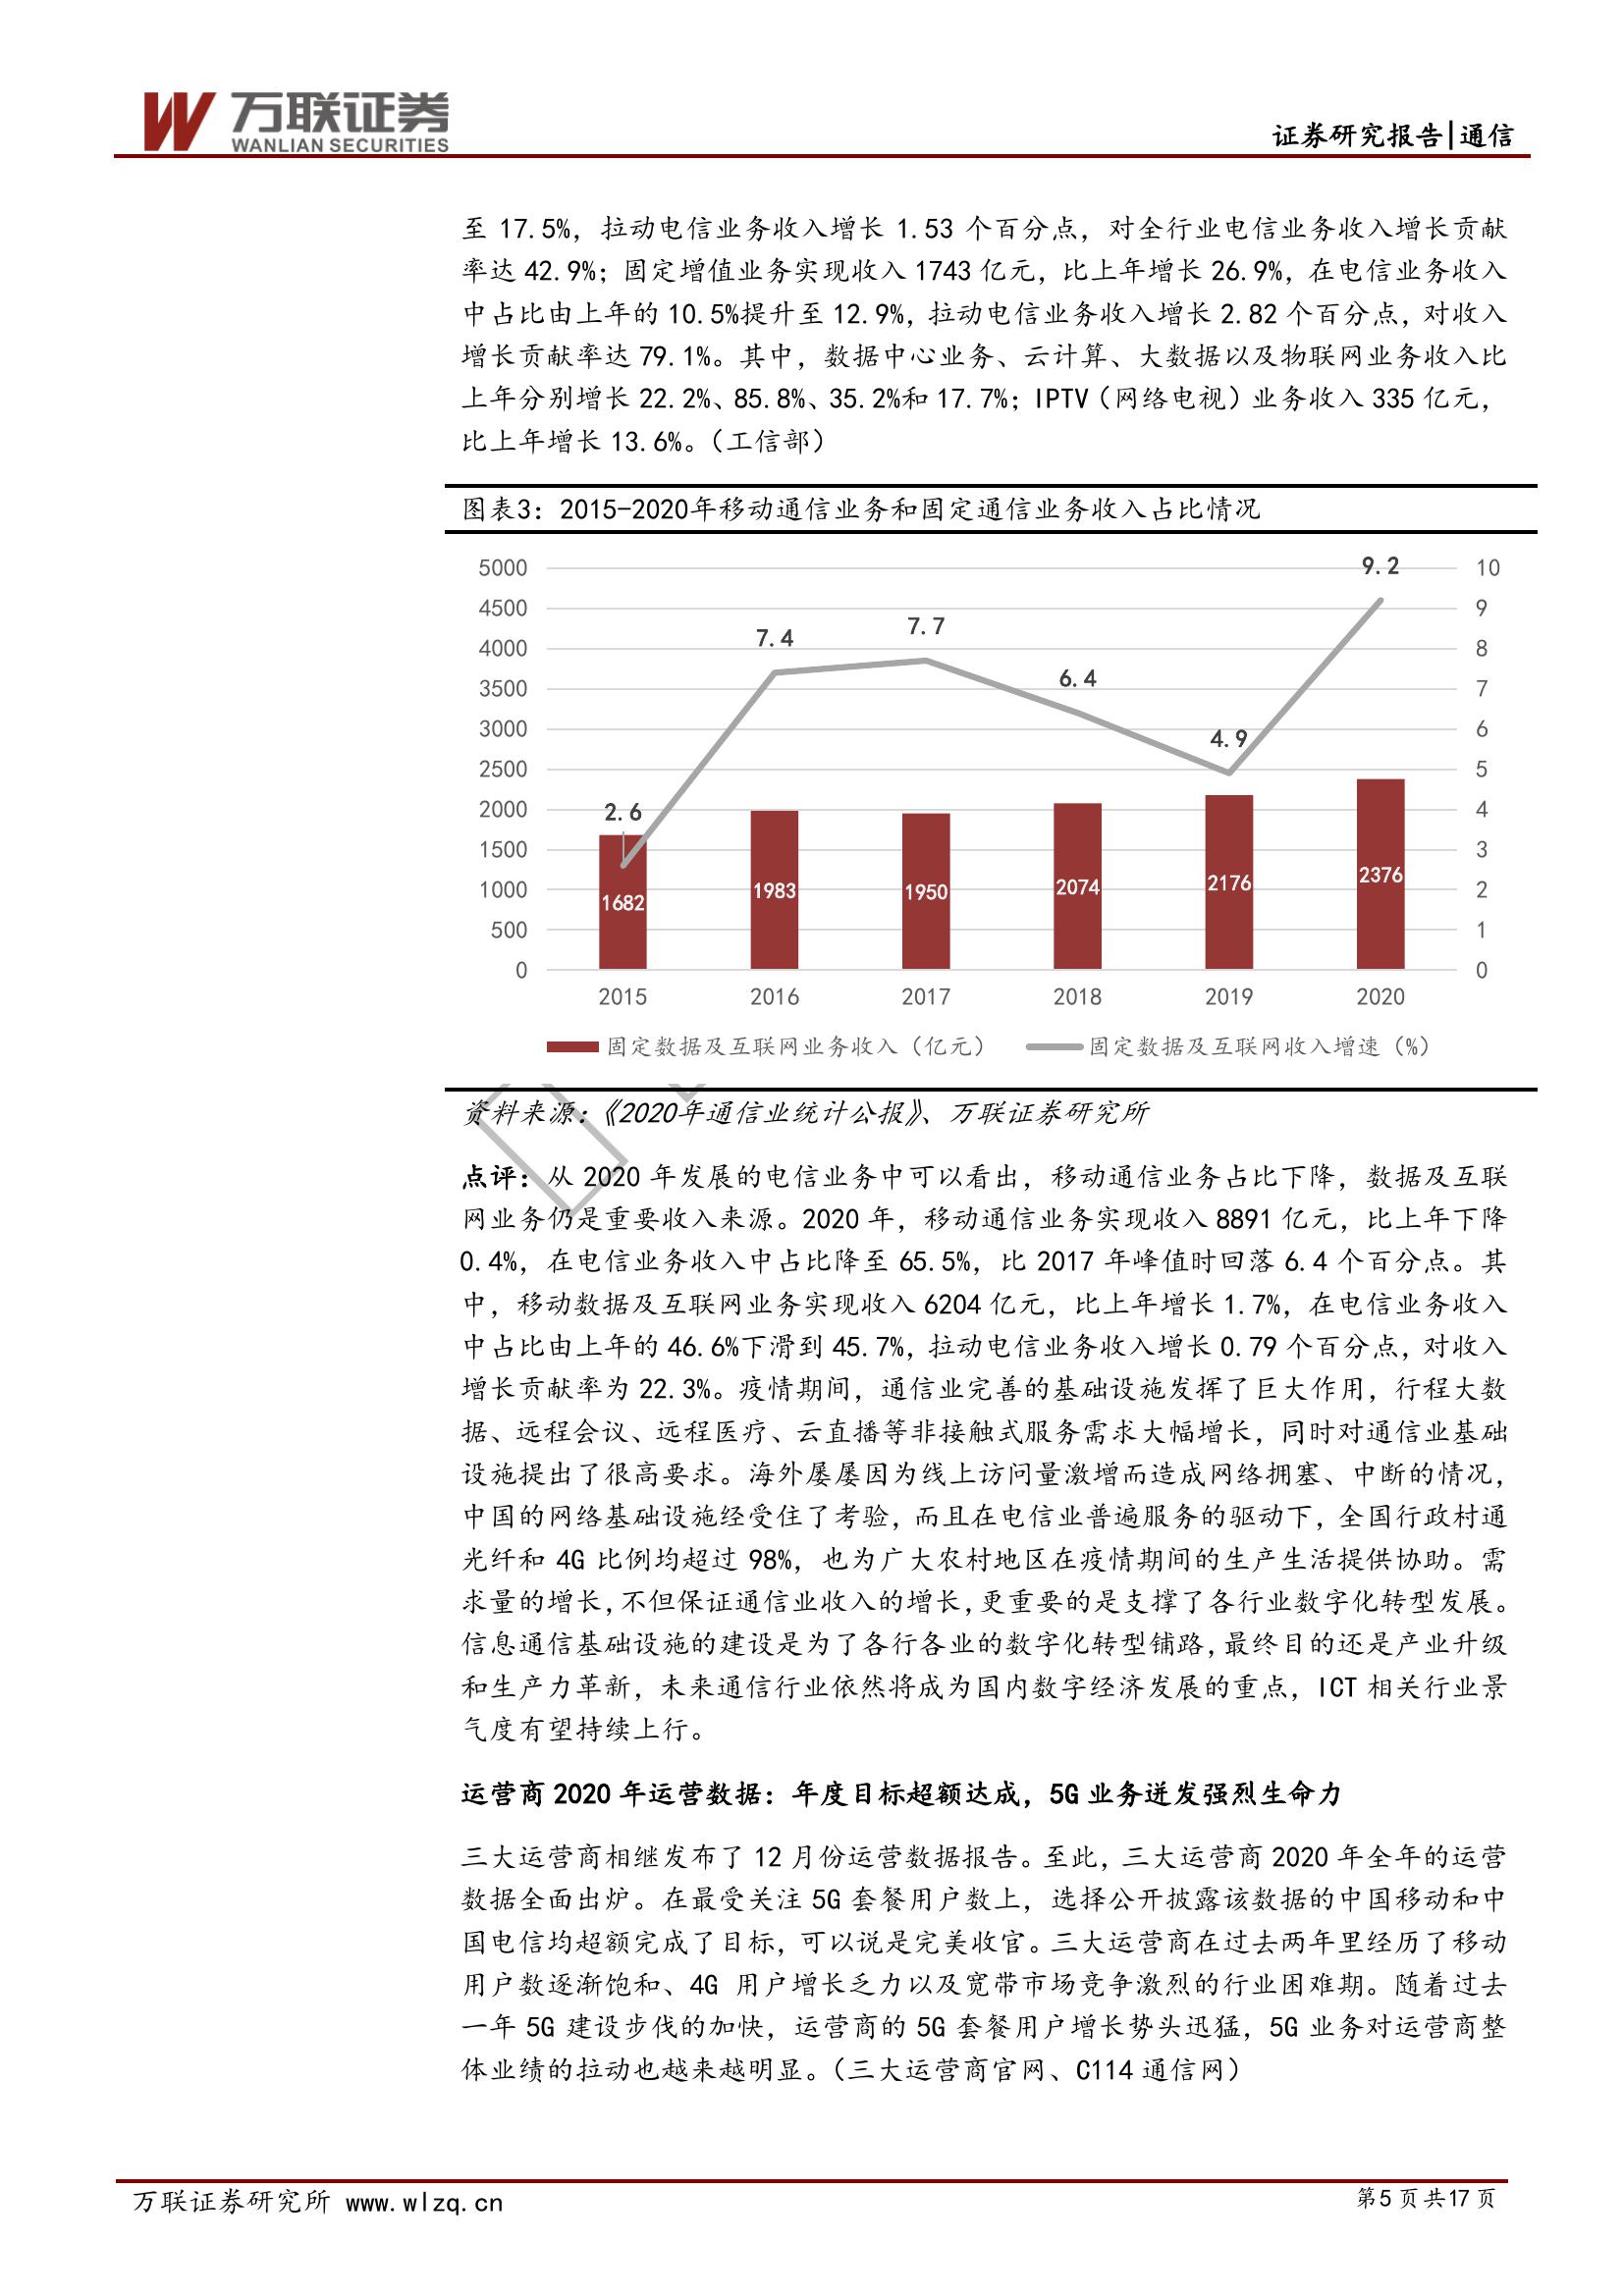 万联证券
WANLIAN SECURITIES
证券研究报告|通信
至 17.5%，拉动电信业务收入增长 1.53 个百分点，对全行业电信业务收入增长贡献
率达 42.9%；固定增值业务实现收入 1743 亿元，比上年增长 26.9%，在电信业务收入
中占比由上年的 10.5%提升至 12.9%，拉动电信业务收入增长 2.82 个百分点，对收入
增长贡献率达 79.1%。其中，数据中心业务、云计算、大数据以及物联网业务收入比
上年分别增长 22.2%、85.8%、35.2%和 17.7%；IPTV（网络电视）业务收入 335 亿元，
比上年增长 13.6%。（工信部）
图表3：2015-2020年移动通信业务和固定通信业务收入占比情况
5000 9.2 10
4500 9
4000 7.4 7.7 8
3500 6.4 7
3000 4.9 6
2500 5
2000 2.6 4
1500 3
1000 1682 1983 1950 2074 2176 2376 2
500 1
0 0
2015 2016 2017 2018 2019 2020
固定数据及互联网业务收入（亿元） 固定数据及互联网收入增速（%）
资料来源：《2020年通信业统计公报》、万联证券研究所
点评：从 2020 年发展的电信业务中可以看出，移动通信业务占比下降，数据及互联
网业务仍是重要收入来源。2020 年，移动通信业务实现收入 8891 亿元，比上年下降
0.4%，在电信业务收入中占比降至 65.5%，比 2017 年峰值时回落 6.4 个百分点。其
中，移动数据及互联网业务实现收入 6204 亿元，比上年增长 1.7%，在电信业务收入
中占比由上年的 46.6%下滑到 45.7%，拉动电信业务收入增长 0.79 个百分点，对收入
增长贡献率为 22.3%。疫情期间，通信业完善的基础设施发挥了巨大作用，行程大数
据、远程会议、远程医疗、云直播等非接触式服务需求大幅增长，同时对通信业基础
设施提出了很高要求。海外屡屡因为线上访问量激增而造成网络拥塞、中断的情况，
中国的网络基础设施经受住了考验，而且在电信业普遍服务的驱动下，全国行政村通
光纤和 4G 比例均超过 98%，也为广大农村地区在疫情期间的生产生活提供协助。需
求量的增长，不但保证通信业收入的增长，更重要的是支撑了各行业数字化转型发展。
信息通信基础设施的建设是为了各行各业的数字化转型铺路，最终目的还是产业升级
和生产力革新，未来通信行业依然将成为国内数字经济发展的重点，ICT 相关行业景
气度有望持续上行。
运营商 2020 年运营数据：年度目标超额达成，5G 业务迸发强烈生命力
三大运营商相继发布了 12 月份运营数据报告。至此，三大运营商 2020 年全年的运营
数据全面出炉。在最受关注 5G 套餐用户数上，选择公开披露该数据的中国移动和中
国电信均超额完成了目标，可以说是完美收官。三大运营商在过去两年里经历了移动
用户数逐渐饱和、4G 用户增长乏力以及宽带市场竞争激烈的行业困难期。随着过去
一年 5G 建设步伐的加快，运营商的 5G 套餐用户增长势头迅猛，5G 业务对运营商整
体业绩的拉动也越来越明显。（三大运营商官网、C114 通信网）
万联证券研究所 www.wlzq.cn
第5页共17页